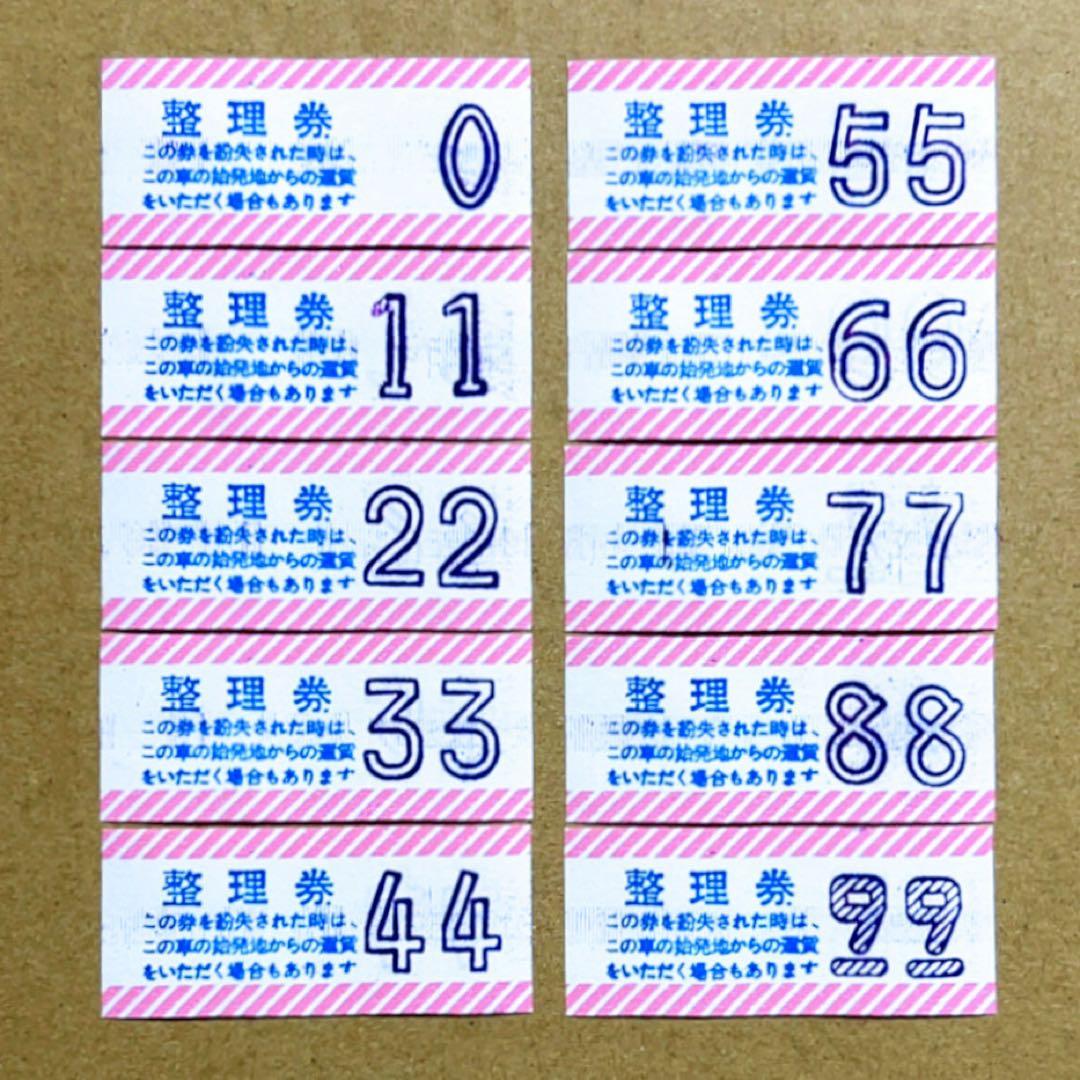 整理券
この券を紛失された時は、
この車の始発地からの運賃
をいただく場合もあります
0
整理券
この券を紛失された時は、
この車の始発地からの運賃
をいただく場合もあります
11
整理券
この券を紛失された時は、
この車の始発地からの運賃
をいただく場合もあります
22
整理券
この券を紛失された時は、
この車の始発地からの運賃
をいただく場合もあります
33
整理券
この券を紛失された時は、
この車の始発地からの運賃
をいただく場合もあります
44
整理券
この券を紛失された時は、
この車の始発地からの運賃
をいただく場合もあります
55
整理券
この券を紛失された時は、
この車の始発地からの運賃
をいただく場合もあります
66
整理券
この券を紛失された時は、
この車の始発地からの運賃
をいただく場合もあります
77
整理券
この券を紛失された時は、
この車の始発地からの運賃
をいただく場合もあります
88
整理券
この券を紛失された時は、
この車の始発地からの運賃
をいただく場合もあります
99